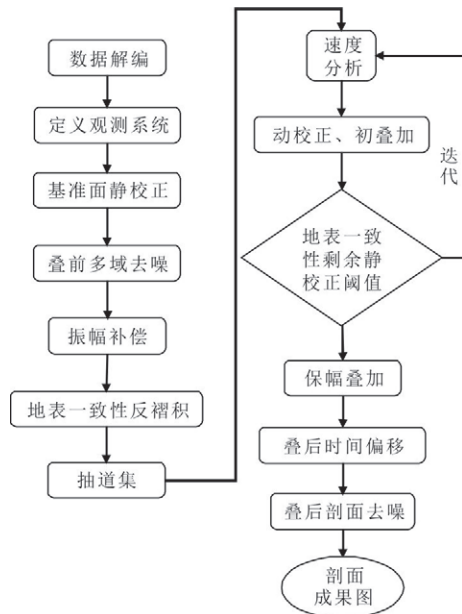 数据解编
定义观测系统
基准面静校正
叠前多域去噪
振幅补偿
地表一致性反褶积
抽道集
速度
分析
动校正、初叠加
迭
代
地表一致
性剩余静
校正阈值
保幅叠加
叠后时间偏移
叠后剖面去噪
剖面
成果图